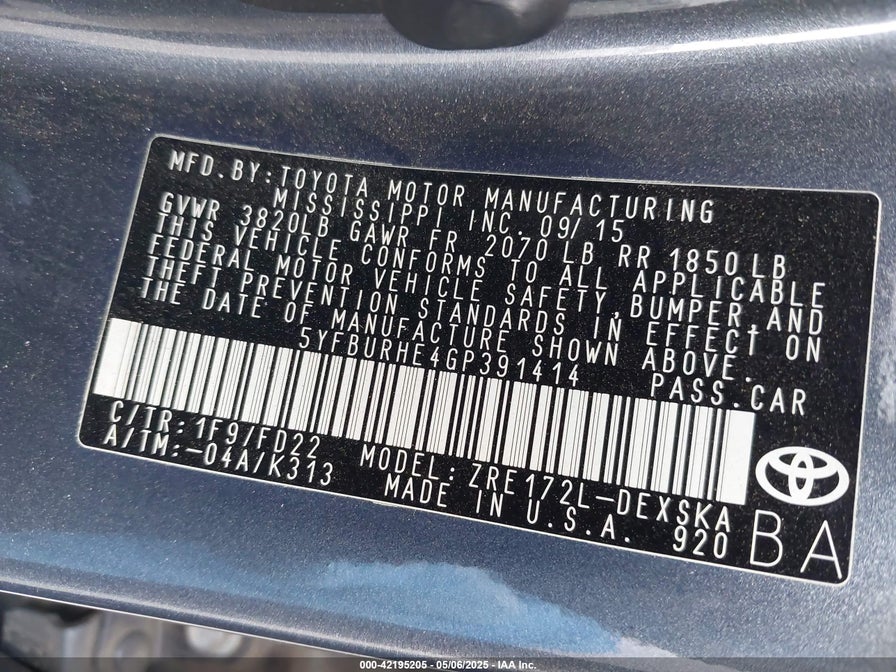 MFD.BY:TOYOTA MOTOR MANUFACTURING
MISSISSIPPI INC. 09/15
GVWR 3820LB GAWR FR 2070 LB RR 1850LB
THIS VEHICLE CONFORMS TO ALL APPLICABLE
FEDERAL MOTOR VEHICLE SAFETY,BUMPER,AND
THEFT PREVENTION STANDARDS IN EFFECT ON
THE DATE OF MANUFACTURE SHOWN ABOVE.
5YFBURHE4GP391414 PASS.CAR
C/TR:1F9/FD22
A/TM:-04A/K313
MODEL:ZRE172L-DEXSKA
MADE IN U.S.A. 920
BA
000-42195205 - 05/06/2025 - IAA Inc.